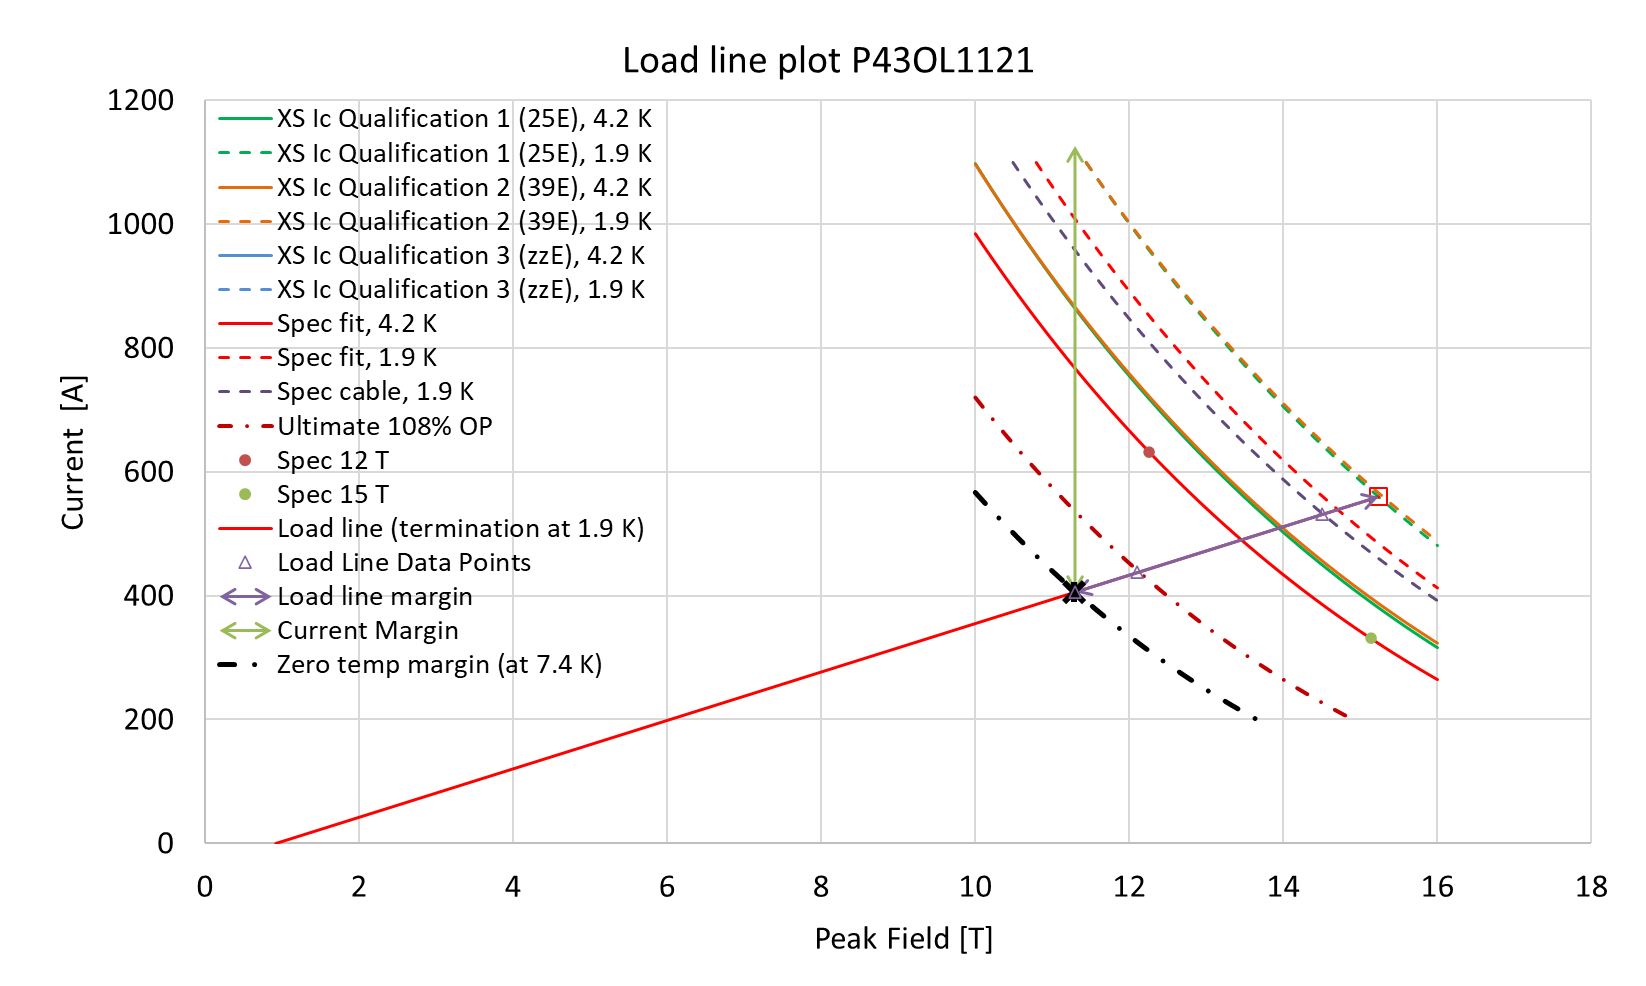 Load line plot P43OL1121
1200
1000
800
600
400
200
0
Current [A]
XS Ic Qualification 1 (25E), 4.2 K
XS Ic Qualification 1 (25E), 1.9 K
XS Ic Qualification 2 (39E), 4.2 K
XS Ic Qualification 2 (39E), 1.9 K
XS Ic Qualification 3 (zzE), 4.2 K
XS Ic Qualification 3 (zzE), 1.9 K
Spec fit, 4.2 K
Spec fit, 1.9 K
Spec cable, 1.9 K
Ultimate 108% OP
Spec 12 T
Spec 15 T
Load line (termination at 1.9 K)
Load Line Data Points
Load line margin
Current Margin
Zero temp margin (at 7.4 K)
0 2 4 6 8 10 12 14 16 18
Peak Field [T]